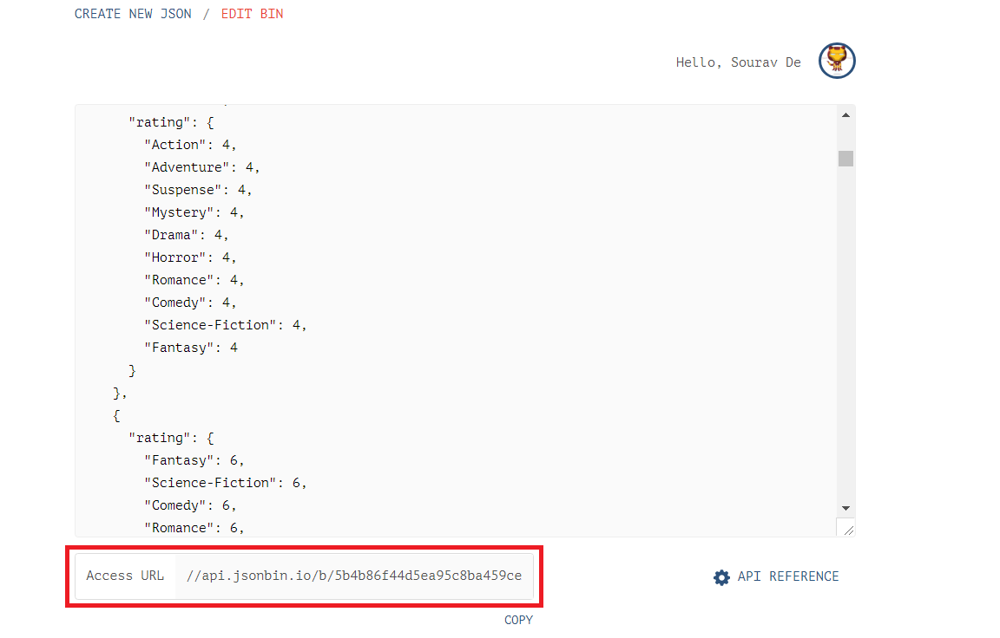 CREATE NEW JSON / EDIT BIN
Hello, Sourav De
"rating": {
"Action": 4,
"Adventure": 4,
"Suspense": 4,
"Mystery": 4,
"Drama": 4,
"Horror": 4,
"Romance": 4,
"Comedy": 4,
"Science-Fiction": 4,
"Fantasy": 4
}
},
{
"rating": {
"Fantasy": 6,
"Science-Fiction": 6,
"Comedy": 6,
"Romance": 6,
Access URL //api.jsonbin.io/b/5b4b86f44d5ea95c8ba459ce
API REFERENCE
COPY